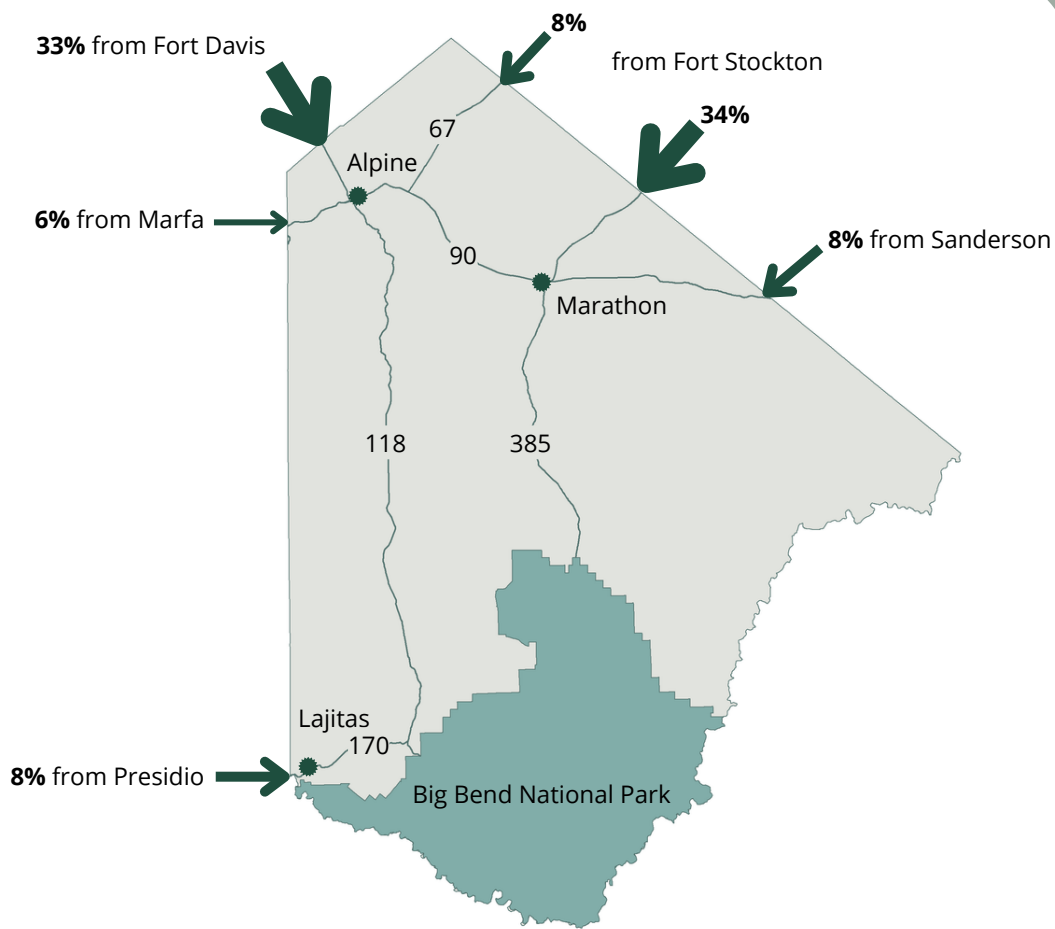 8%
33% from Fort Davis
from Fort Stockton
34%
67
Alpine
6% from Marfa
8% from Sanderson
90
Marathon
118
385
Lajitas
170
8% from Presidio
Big Bend National Park